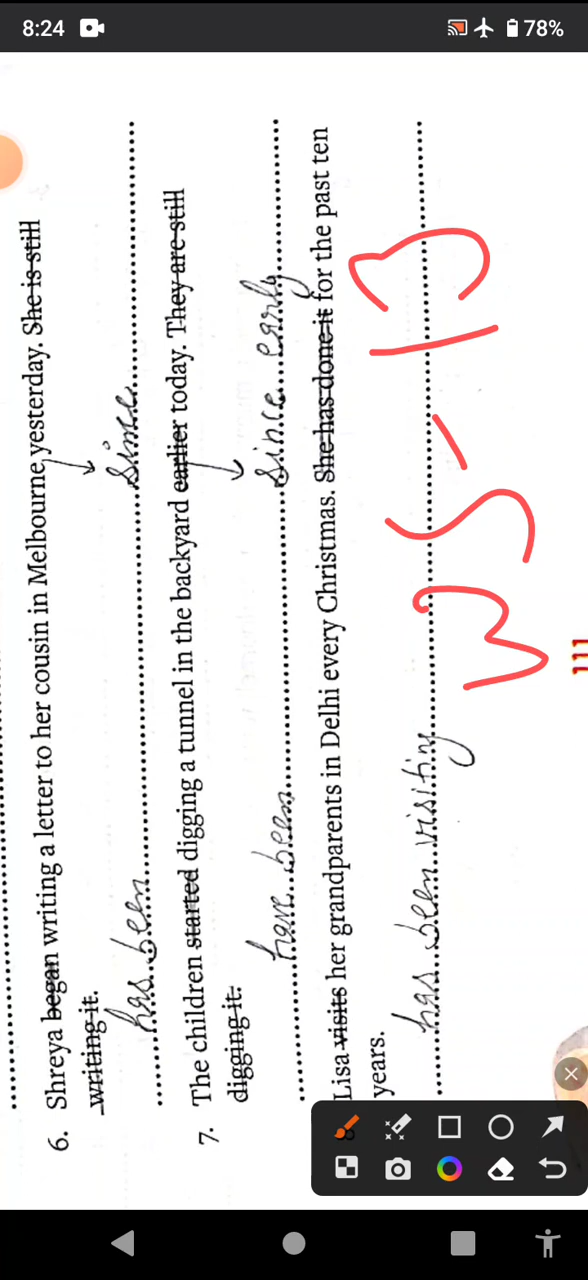 8:24
78%
6. Shreya began writing a letter to her cousin in Melbourne, yesterday. She is still
writing it.
has been since
7. The children started digging a tunnel in the backyard earlier today. They are still
digging it.
have been since early
Lisa visits her grandparents in Delhi every Christmas. She has done it for the past ten
years.
has been visiting
WS-13
111